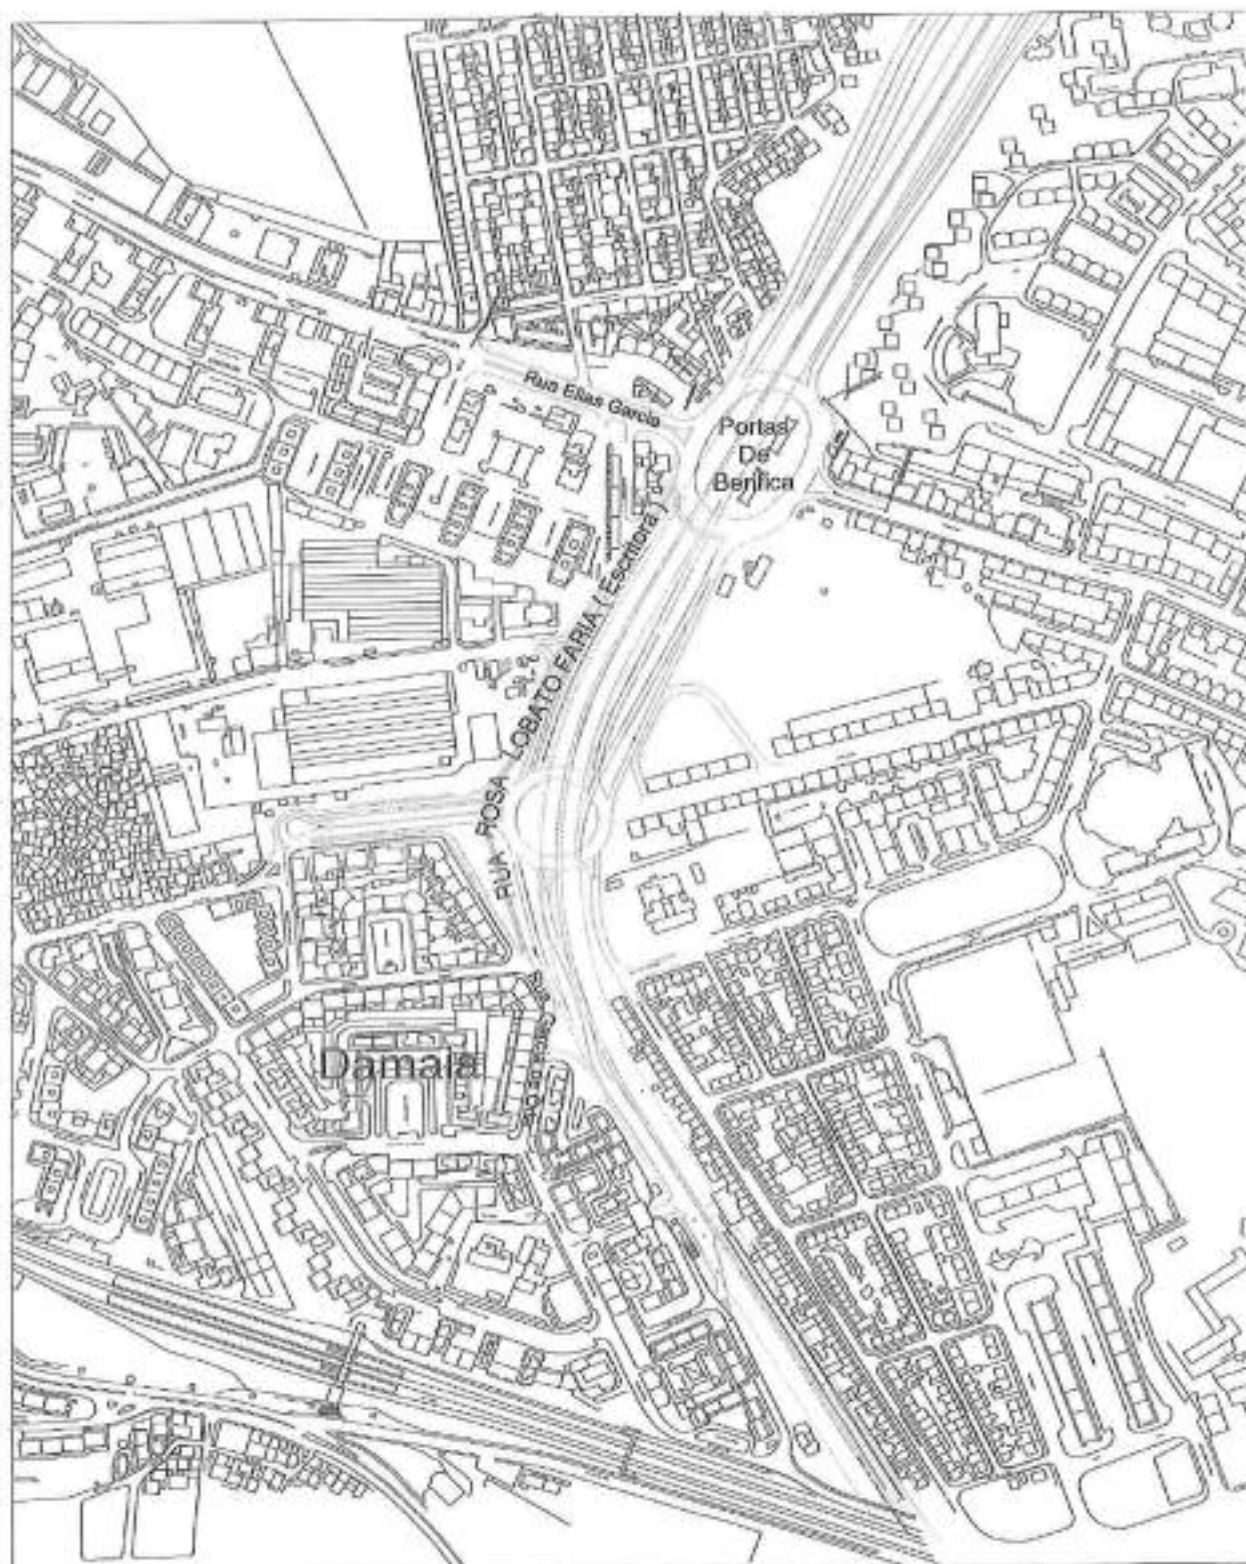 Rua Elias Garcia
Portas
De
Benfica
RUA ROSA LOBATO FARIA ( Escritora )
Damaia